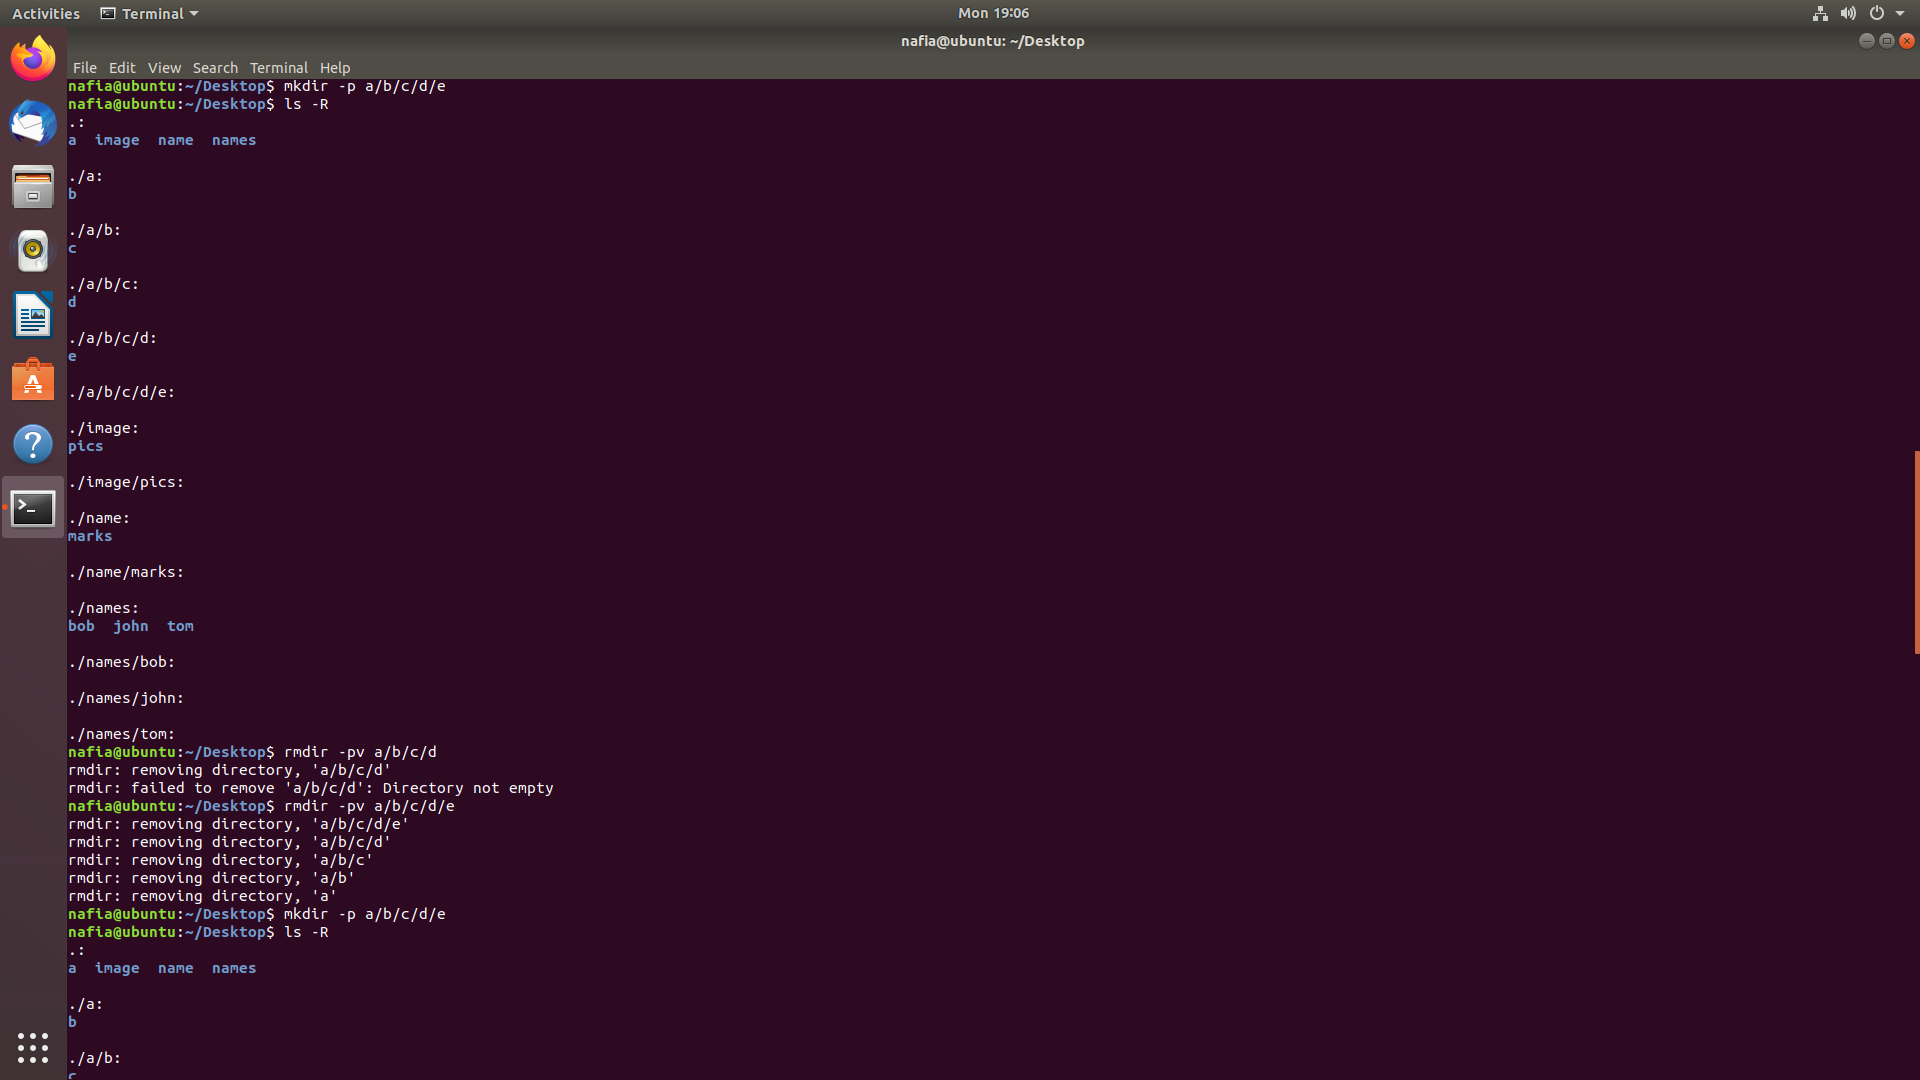 Activities Terminal Mon 19:06
nafia@ubuntu: ~/Desktop
File Edit View Search Terminal Help
nafia@ubuntu:~/Desktop$ mkdir -p a/b/c/d/e
nafia@ubuntu:~/Desktop$ ls -R
.:
a  image  name  names

./a:
b

./a/b:
c

./a/b/c:
d

./a/b/c/d:
e

./a/b/c/d/e:

./image:
pics

./image/pics:

./name:
marks

./name/marks:

./names:
bob  john  tom

./names/bob:

./names/john:

./names/tom:
nafia@ubuntu:~/Desktop$ rmdir -pv a/b/c/d
rmdir: removing directory, 'a/b/c/d'
rmdir: failed to remove 'a/b/c/d': Directory not empty
nafia@ubuntu:~/Desktop$ rmdir -pv a/b/c/d/e
rmdir: removing directory, 'a/b/c/d/e'
rmdir: removing directory, 'a/b/c/d'
rmdir: removing directory, 'a/b/c'
rmdir: removing directory, 'a/b'
rmdir: removing directory, 'a'
nafia@ubuntu:~/Desktop$ mkdir -p a/b/c/d/e
nafia@ubuntu:~/Desktop$ ls -R
.:
a  image  name  names

./a:
b

./a/b:
c